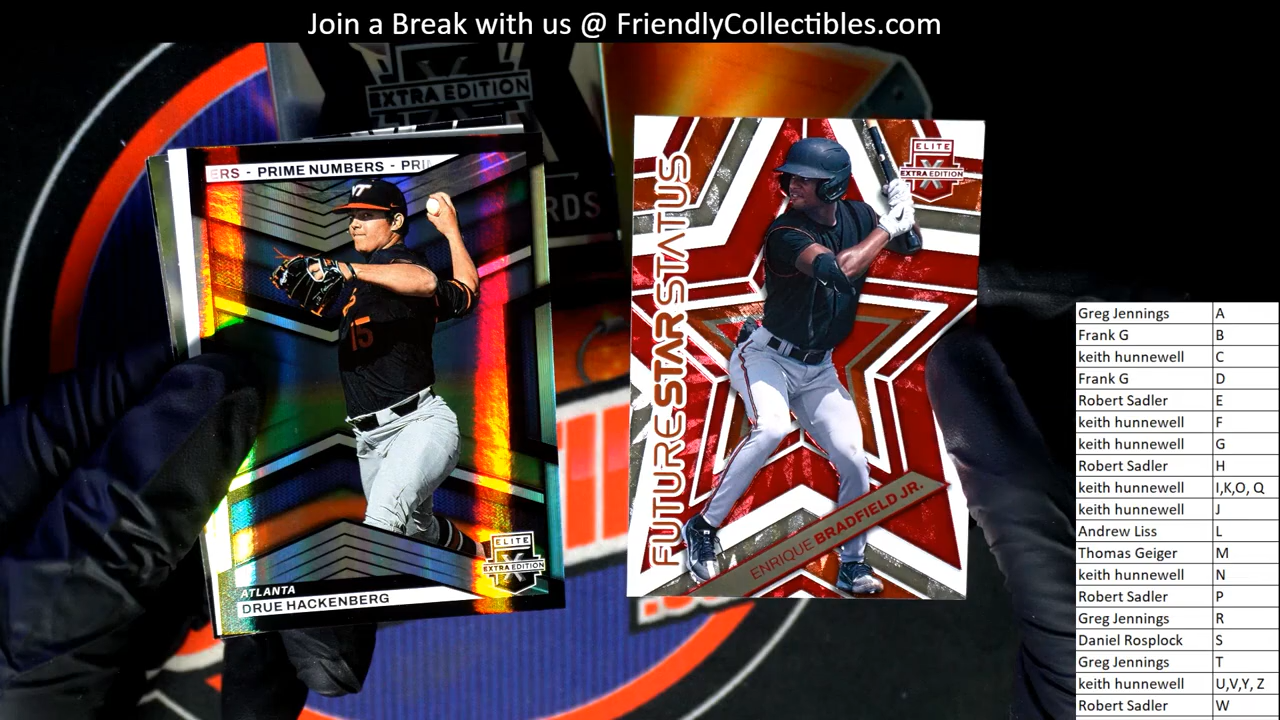 Join a Break with us @ FriendlyCollectibles.com
EXTRA EDITION
RDS
ERS - PRIME NUMBERS - PRI
VT
15
ELITE
X
EXTRA EDITION
ATLANTA
DRUE HACKENBERG
FUTURE STAR STATUS
ELITE
X
EXTRA EDITION
ENRIQUE BRADFIELD JR.
Greg Jennings A
Frank G B
keith hunnewell C
Frank G D
Robert Sadler E
keith hunnewell F
keith hunnewell G
Robert Sadler H
keith hunnewell I,K,O, Q
keith hunnewell J
Andrew Liss L
Thomas Geiger M
keith hunnewell N
Robert Sadler P
Greg Jennings R
Daniel Rosplock S
Greg Jennings T
keith hunnewell U,V,Y, Z
Robert Sadler W